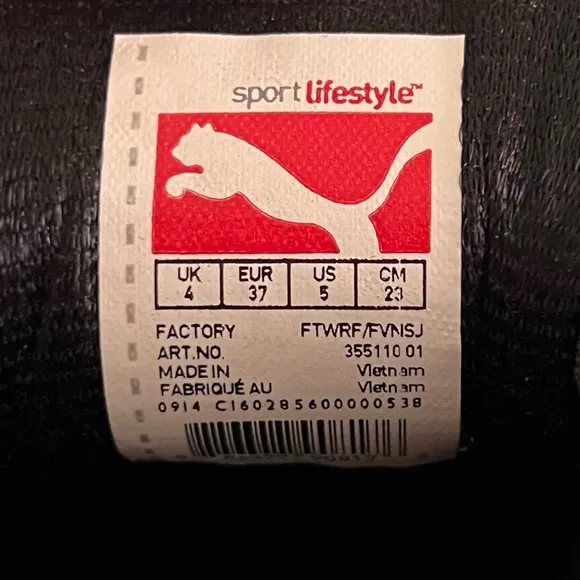 sport lifestyle™
UK EUR US CM
4 37 5 23
FACTORY FTWRF/FVNSJ
ART.NO. 355110 01
MADE IN Vietnam
FABRIQUÉ AU Vietnam
0914 C160285600000538